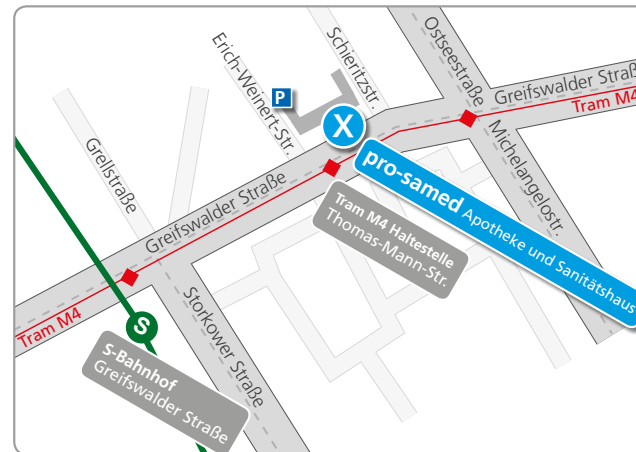 Ostseestraße
Erich-Weinert-Str.
Schieritzstr.
Greifswalder Straß
Tram M4
P
X
Michelangelostr.
Grellstraße
pro-samed Apotheke und Sanitätshaus
Greifswalder Straße
Tram M4 Haltestelle
Thomas-Mann-Str.
Tram M4
S
Storkower Straße
S-Bahnhof
Greifswalder Straße